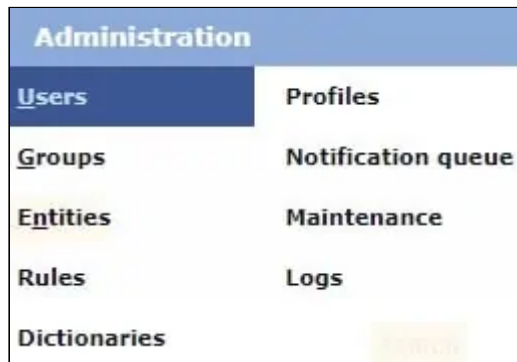 Administration
Users
Profiles
Groups
Notification queue
Entities
Maintenance
Rules
Logs
Dictionaries